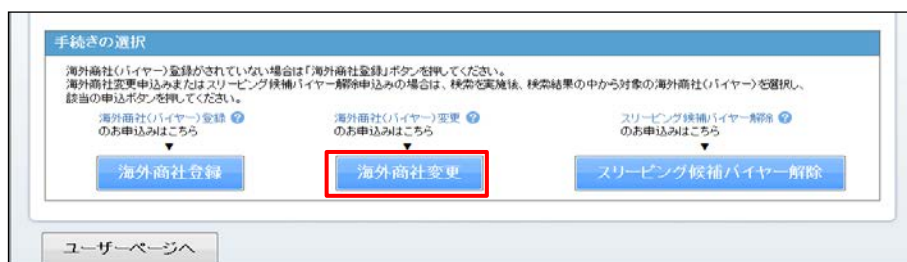 手続きの選択
海外商社(バイヤー)登録がされていない場合は「海外商社登録」ボタンを押してください。
海外商社変更申込みまたはスリーピング候補バイヤー解除申込みの場合は、検索を実施後、検索結果の中から対象の海外商社(バイヤー)を選択し、
該当の申込ボタンを押してください。
海外商社(バイヤー)登録 ?
のお申込みはこちら
▼
海外商社登録
海外商社(バイヤー)変更 ?
のお申込みはこちら
▼
海外商社変更
スリーピング候補バイヤー解除 ?
のお申込みはこちら
▼
スリーピング候補バイヤー解除
ユーザーページへ